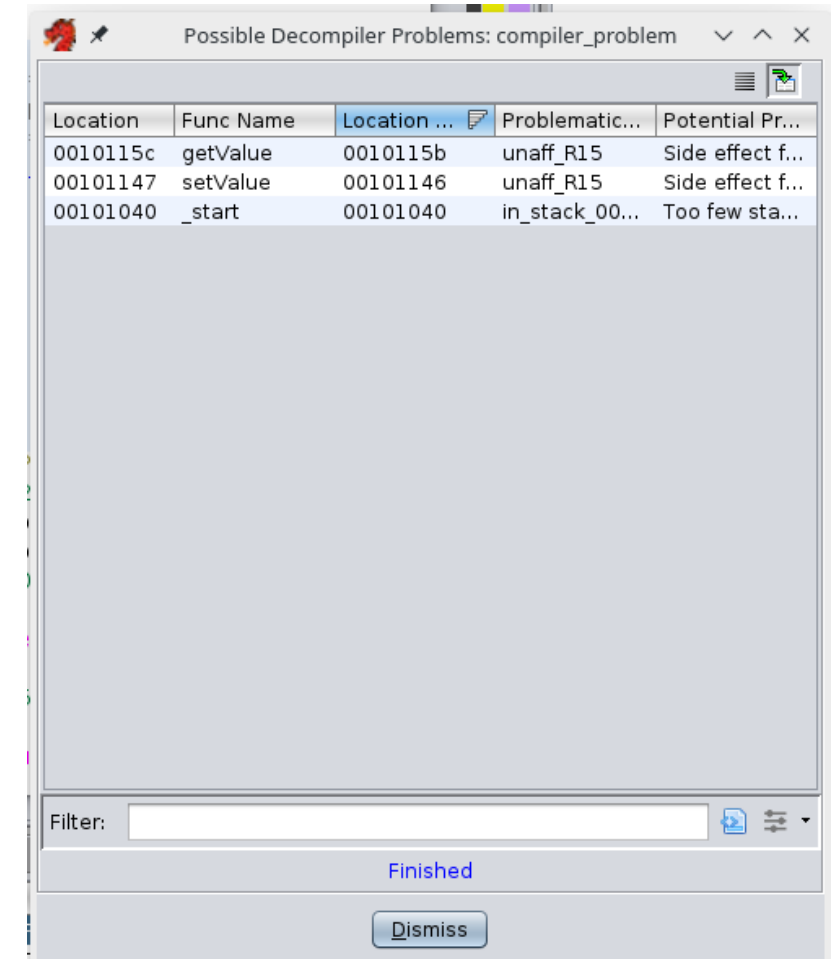 Possible Decompiler Problems: compiler_problem
Location Func Name Location ... Problematic... Potential Pr...
0010115c getValue 0010115b unaff_R15 Side effect f...
00101147 setValue 00101146 unaff_R15 Side effect f...
00101040 _start 00101040 in_stack_00... Too few sta...
Filter:
Finished
Dismiss